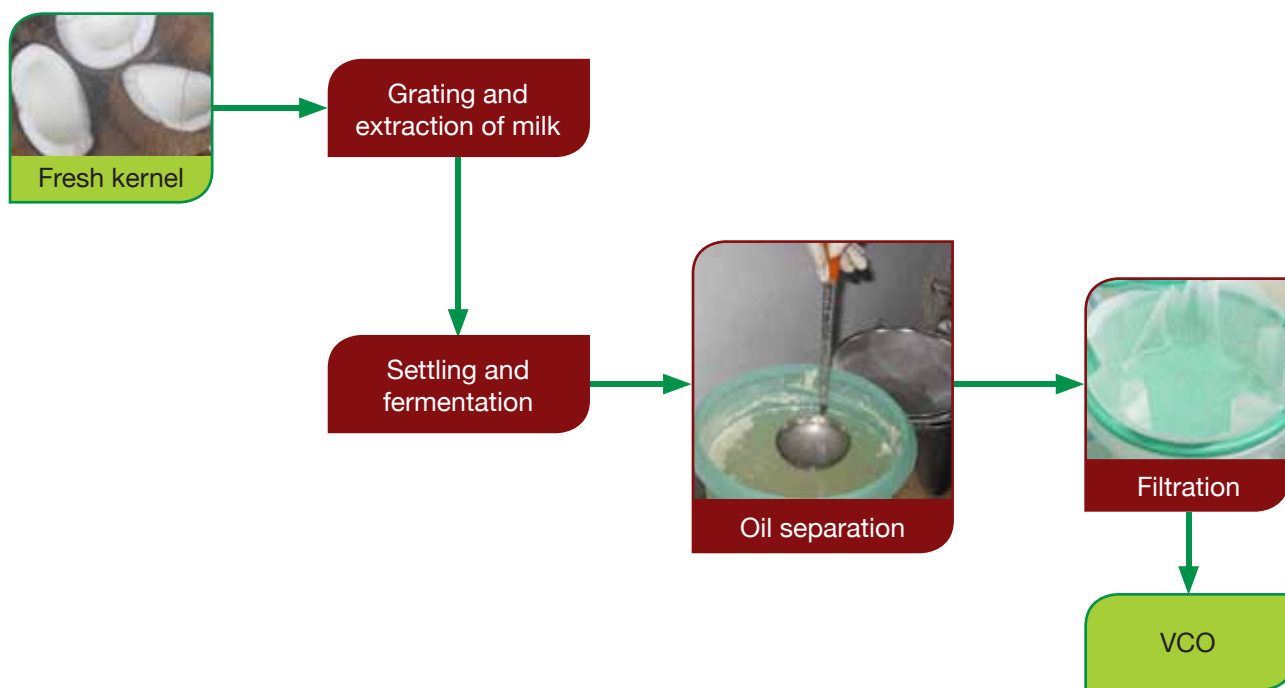 Fresh kernel
Grating and
extraction of milk
Settling and
fermentation
Oil separation
Filtration
VCO